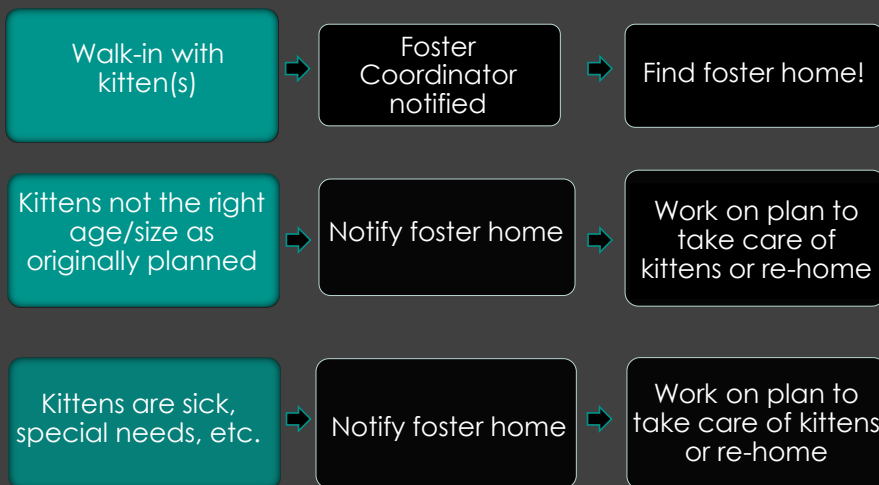 Walk-in with
kitten(s)
Foster
Coordinator
notified
Find foster home!
Kittens not the right
age/size as
originally planned
Notify foster home
Work on plan to
take care of
kittens or re-home
Kittens are sick,
special needs, etc.
Notify foster home
Work on plan to
take care of kittens
or re-home